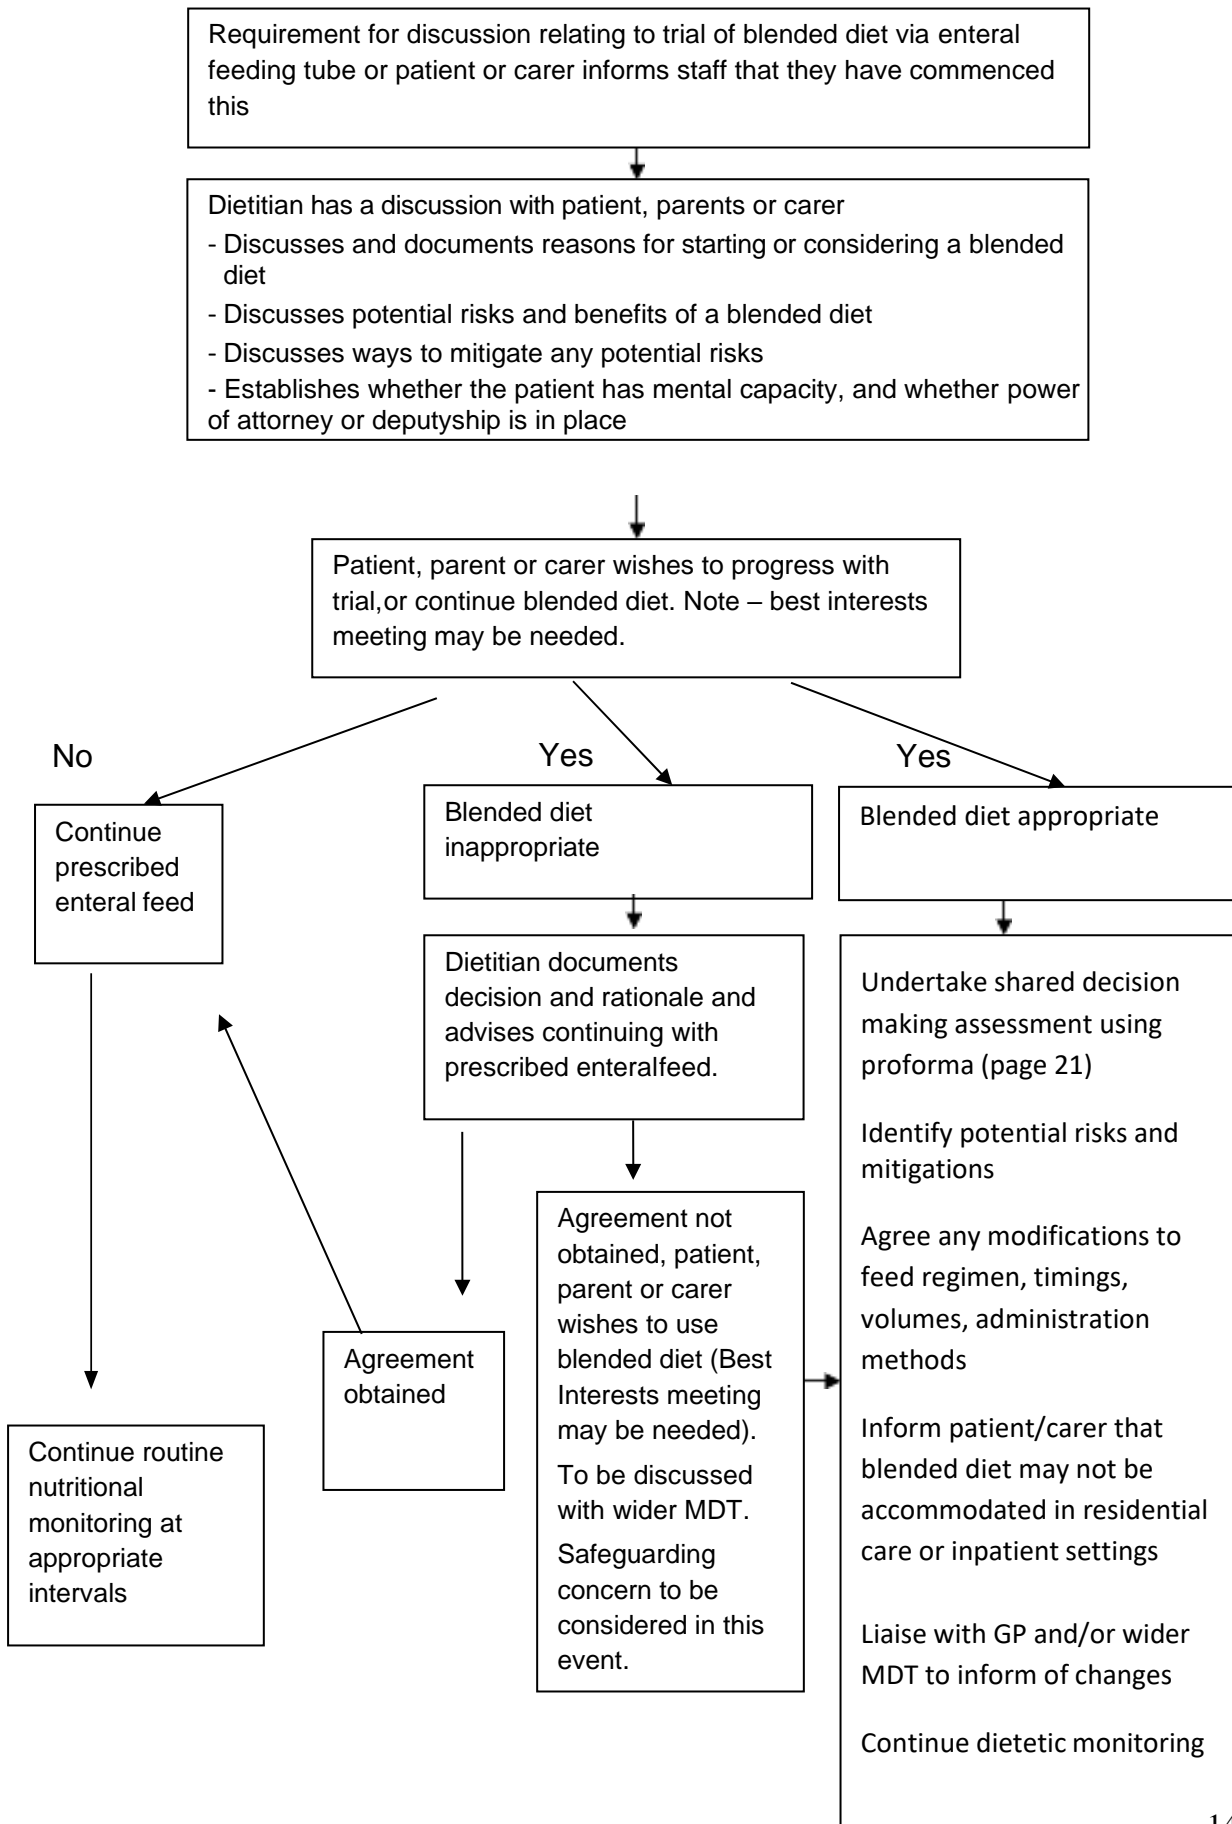 Requirement for discussion relating to trial of blended diet via enteral
feeding tube or patient or carer informs staff that they have commenced
this
Dietitian has a discussion with patient, parents or carer
- Discusses and documents reasons for starting or considering a blended
diet
- Discusses potential risks and benefits of a blended diet
- Discusses ways to mitigate any potential risks
- Establishes whether the patient has mental capacity, and whether power
of attorney or deputyship is in place
Patient, parent or carer wishes to progress with
trial,or continue blended diet. Note – best interests
meeting may be needed.
No
Yes
Yes
Continue
prescribed
enteral feed
Blended diet
inappropriate
Blended diet appropriate
Dietitian documents
decision and rationale and
advises continuing with
prescribed enteralfeed.
Agreement
obtained
Agreement not
obtained, patient,
parent or carer
wishes to use
blended diet (Best
Interests meeting
may be needed).
To be discussed
with wider MDT.
Safeguarding
concern to be
considered in this
event.
Continue routine
nutritional
monitoring at
appropriate
intervals
Undertake shared decision
making assessment using
proforma (page 21)
Identify potential risks and
mitigations
Agree any modifications to
feed regimen, timings,
volumes, administration
methods
Inform patient/carer that
blended diet may not be
accommodated in residential
care or inpatient settings
Liaise with GP and/or wider
MDT to inform of changes
Continue dietetic monitoring
14